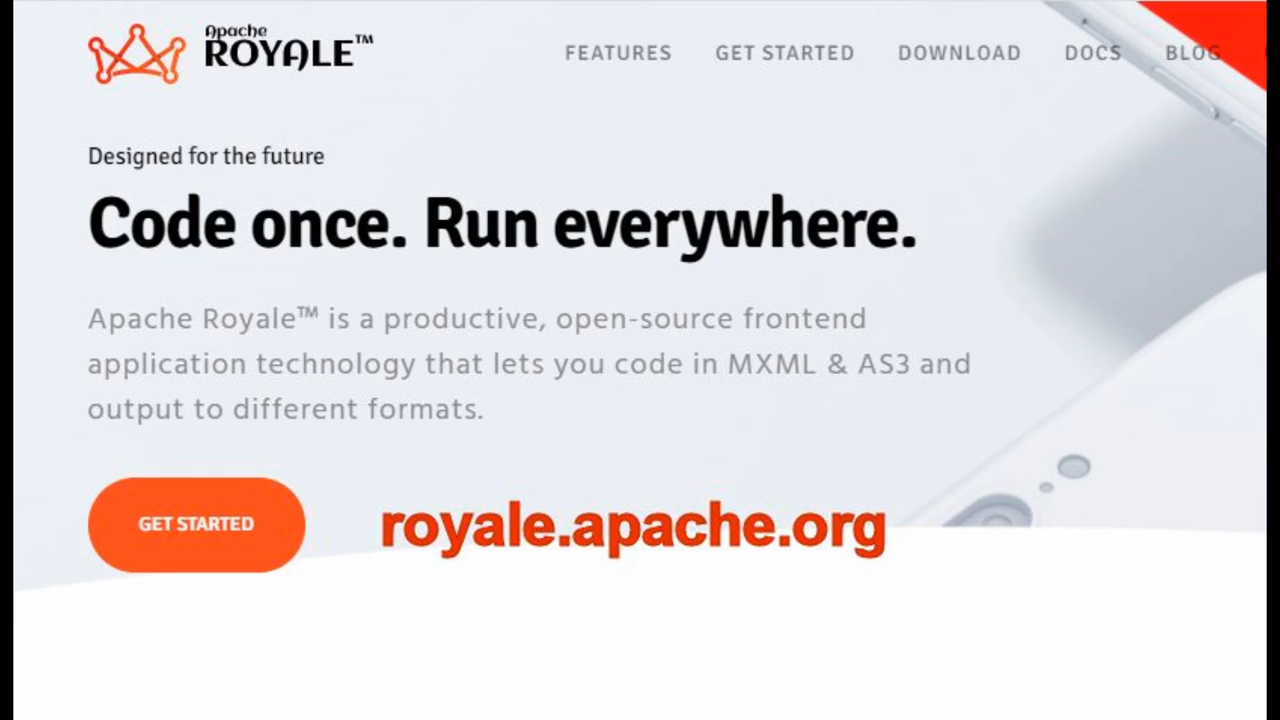 Apache
ROYALE™
FEATURES GET STARTED DOWNLOAD DOCS BLOG
Designed for the future
Code once. Run everywhere.
Apache Royale™ is a productive, open-source frontend
application technology that lets you code in MXML & AS3 and
output to different formats.
GET STARTED
royale.apache.org